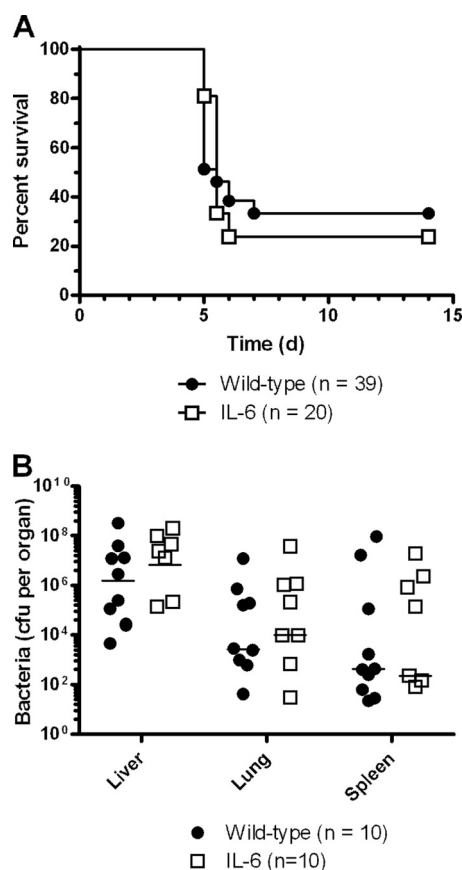 A
100
80
60
40
20
0
Percent survival
0 5 10 15
Time (d)
Wild-type (n = 39)
IL-6 (n = 20)
B
10^10
10^8
10^6
10^4
10^2
10^0
Bacteria (cfu per organ)
Liver Lung Spleen
Wild-type (n = 10)
IL-6 (n=10)